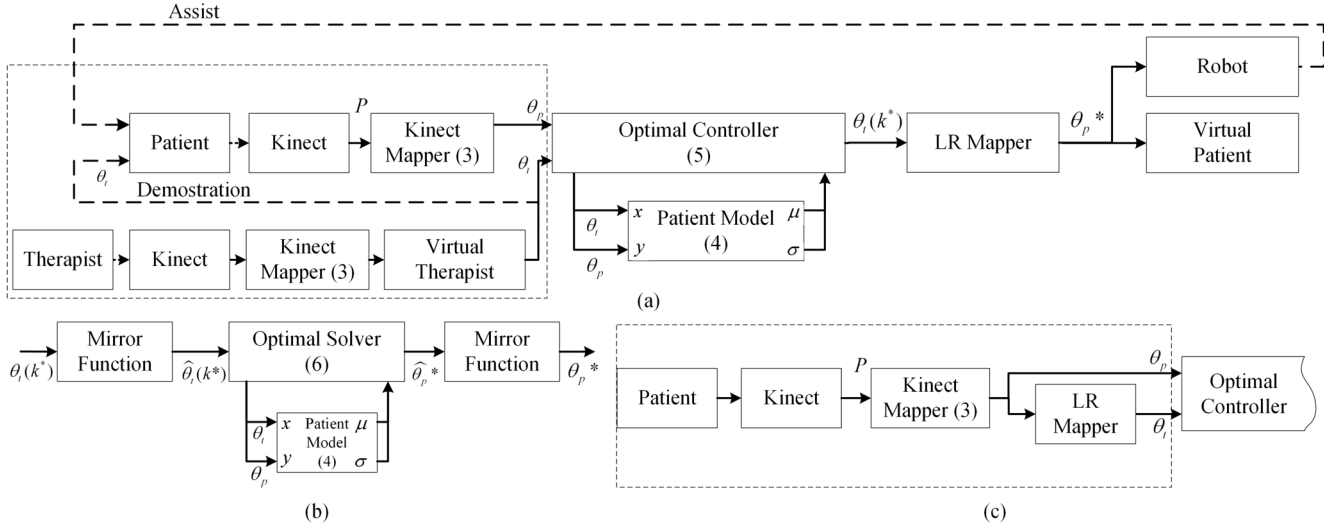 Assist
Robot
P
θp
Patient
Kinect
Kinect
Mapper (3)
Optimal Controller
(5)
θt(k*)
LR Mapper
θp*
Virtual
Patient
θt
θt
Demostration
x
Patient Model
(4)
μ
θt
y
σ
θp
Therapist
Kinect
Kinect
Mapper (3)
Virtual
Therapist
(a)
θt(k*)
Mirror
Function
θ̂t(k*)
Optimal Solver
(6)
θ̂p*
Mirror
Function
θp*
x
Patient
Model
(4)
μ
θt
y
σ
θp
(b)
Patient
Kinect
P
Kinect
Mapper (3)
θp
LR
Mapper
θt
Optimal
Controller
(c)